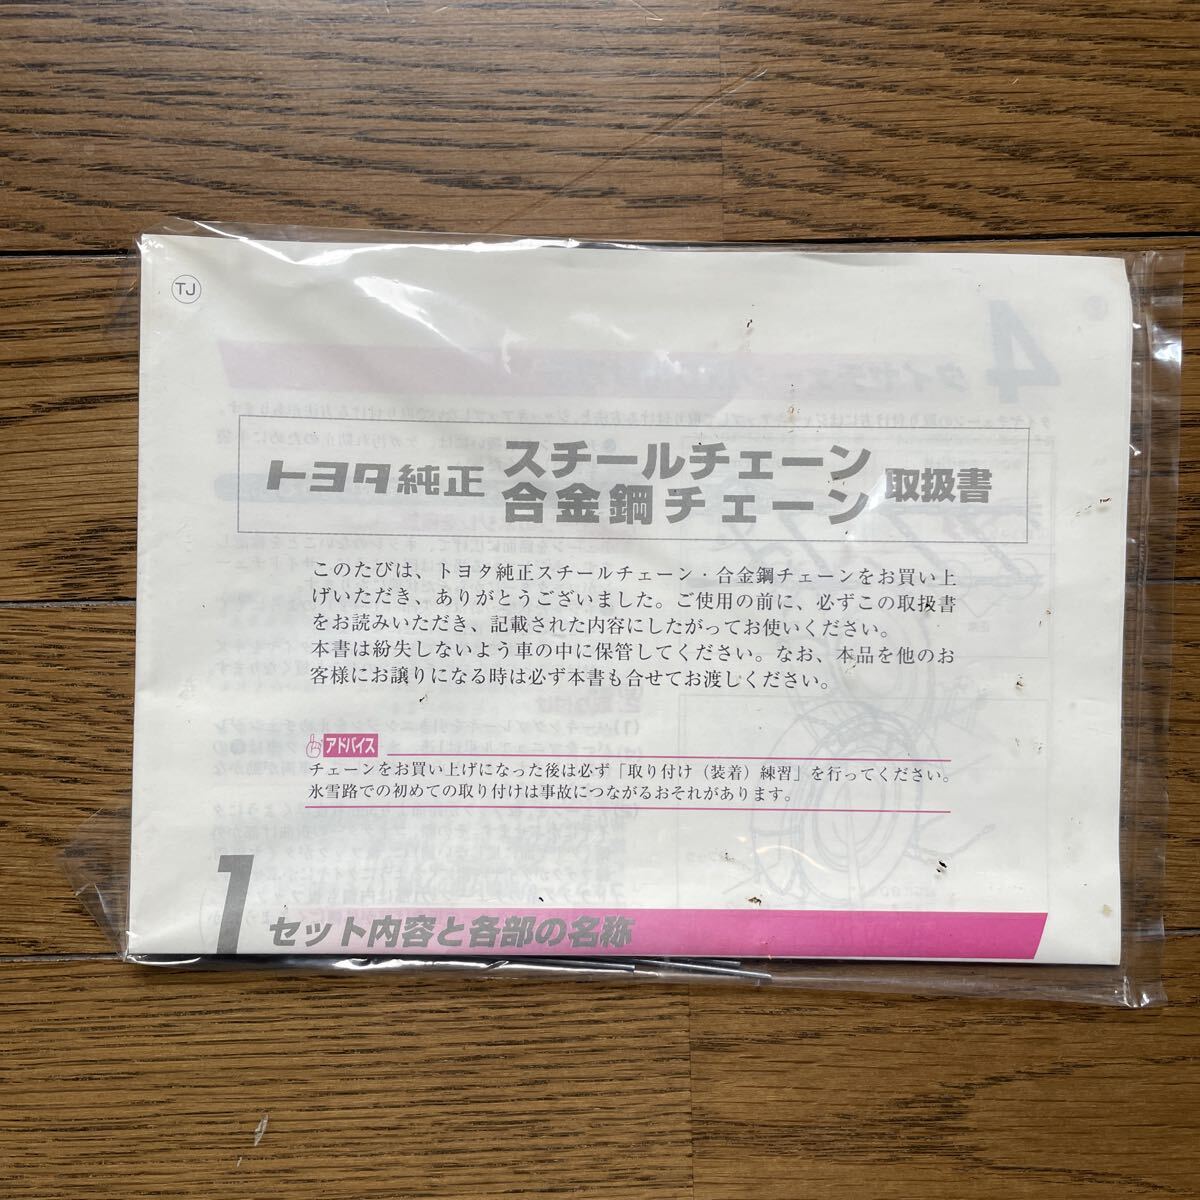 TJ
トヨタ純正 スチールチェーン 合金鋼チェーン 取扱書
このたびは、トヨタ純正スチールチェーン・合金鋼チェーンをお買い上
げいただき、ありがとうございました。ご使用の前に、必ずこの取扱書
をお読みいただき、記載された内容にしたがってお使いください。
本書は紛失しないよう車の中に保管してください。なお、本品を他のお
客様にお譲りになる時は必ず本書も合せてお渡しください。
アドバイス
チェーンをお買い上げになった後は必ず「取り付け（装着）練習」を行ってください。
氷雪路での初めての取り付けは事故につながるおそれがあります。
1 セット内容と各部の名称